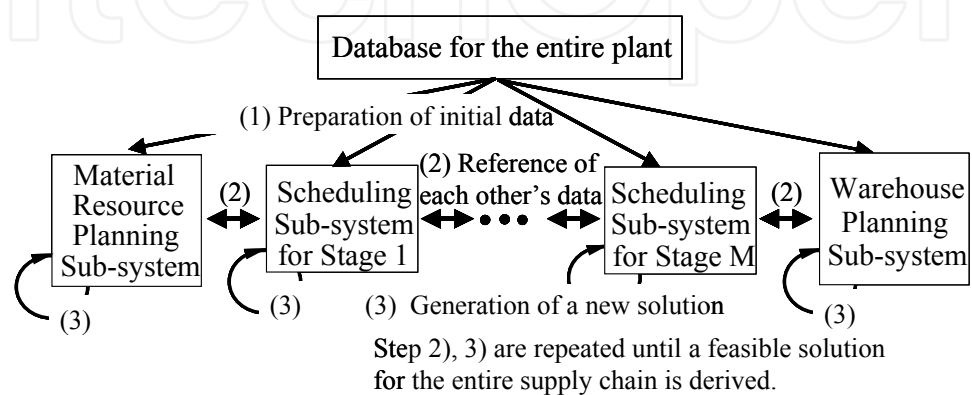 Database for the entire plant
(1) Preparation of initial data
Material
Resource
Planning
Sub-system
(2)
Scheduling
Sub-system
for Stage 1
(2) Reference of
each other's data
Scheduling
Sub-system
for Stage M
(2)
Warehouse
Planning
Sub-system
(3)
(3)
(3) Generation of a new solution
(3)
Step 2), 3) are repeated until a feasible solution
for the entire supply chain is derived.